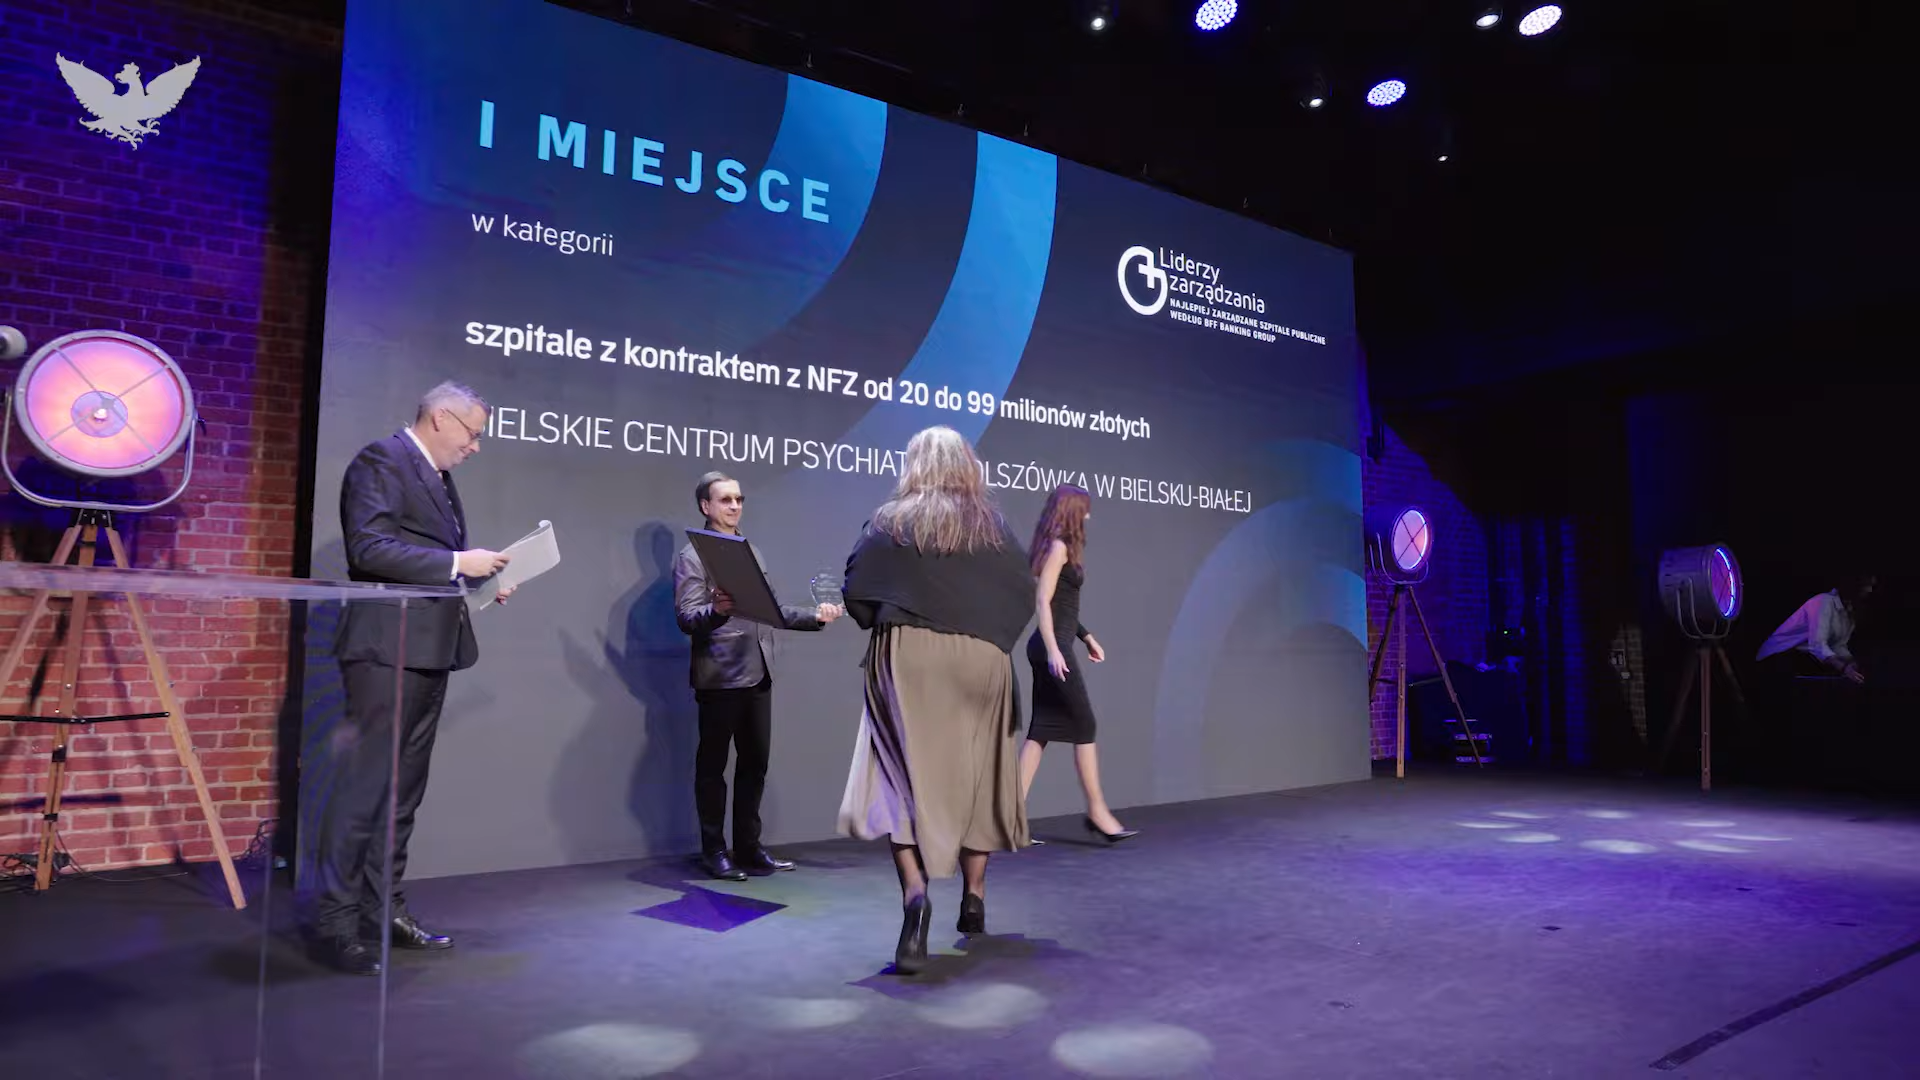 I MIEJSCE
w kategorii
Liderzy
zarządzania
NAJLEPIEJ ZARZĄDZANE SZPITALE PUBLICZNE
WEDŁUG BFF BANKING GROUP
szpitale z kontraktem z NFZ od 20 do 99 milionów złotych
IELSKIE CENTRUM PSYCHIAT OLSZÓWKA W BIELSKU-BIAŁEJ